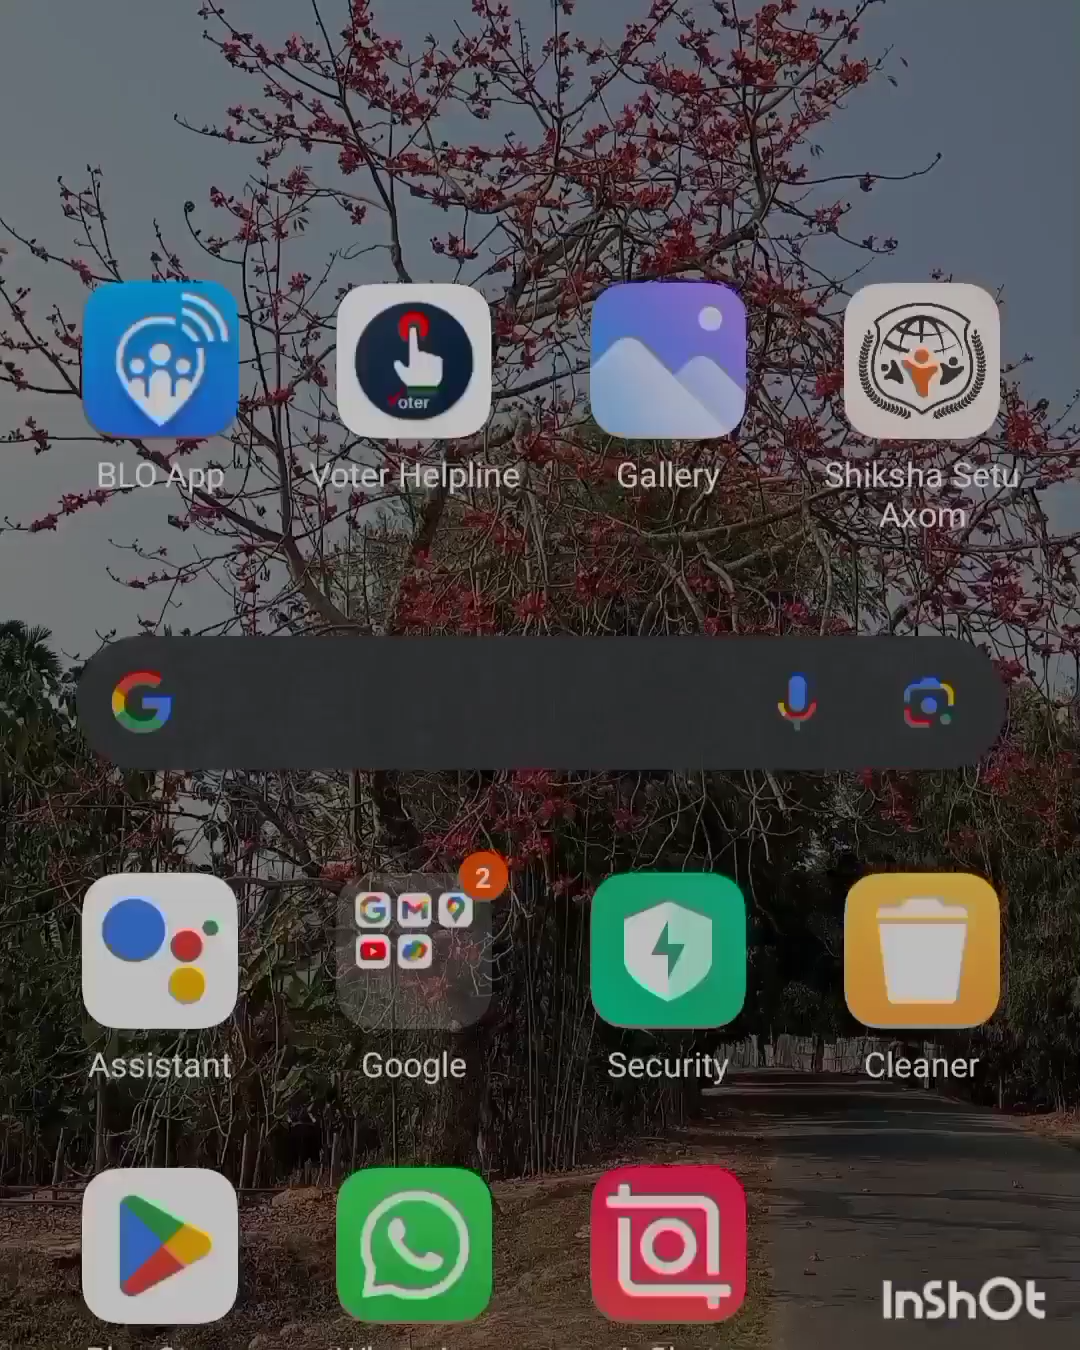 oter
BLO App
Voter Helpline
Gallery
Shiksha Setu
Axom
2
Assistant
Google
Security
Cleaner
InShOt